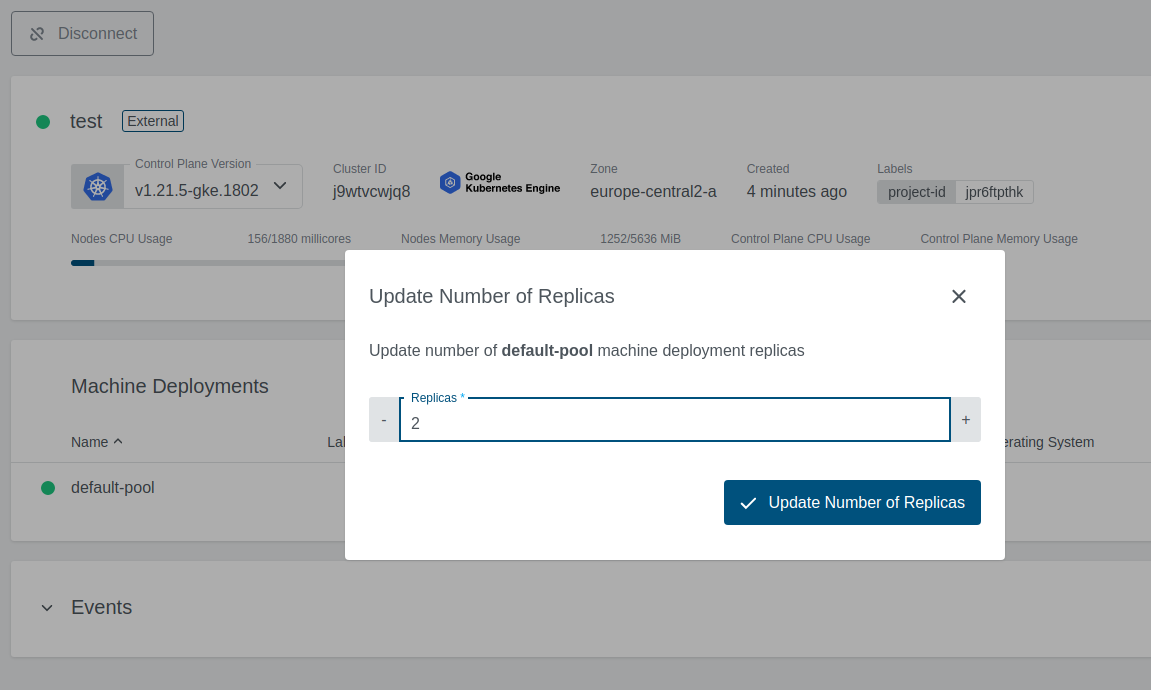 Disconnect
test External
Control Plane Version
v1.21.5-gke.1802
Cluster ID
j9wtvcwjq8
Google
Kubernetes Engine
Zone
europe-central2-a
Created
4 minutes ago
Labels
project-id jpr6ftpthk
Nodes CPU Usage 156/1880 millicores Nodes Memory Usage 1252/5636 MiB Control Plane CPU Usage Control Plane Memory Usage
Update Number of Replicas
Update number of default-pool machine deployment replicas
Replicas *
- 2 +
Update Number of Replicas
Machine Deployments
Name Lal erating System
default-pool
Events